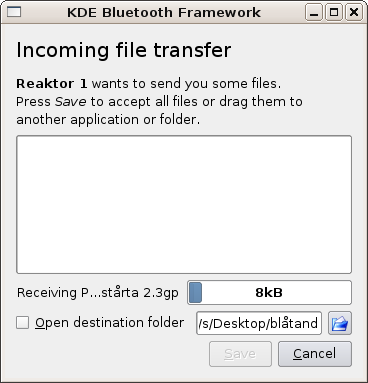 KDE Bluetooth Framework
Incoming file transfer
Reaktor 1 wants to send you some files.
Press Save to accept all files or drag them to
another application or folder.
Receiving P...stårta 2.3gp 8kB
Open destination folder /s/Desktop/blåtand
Save Cancel